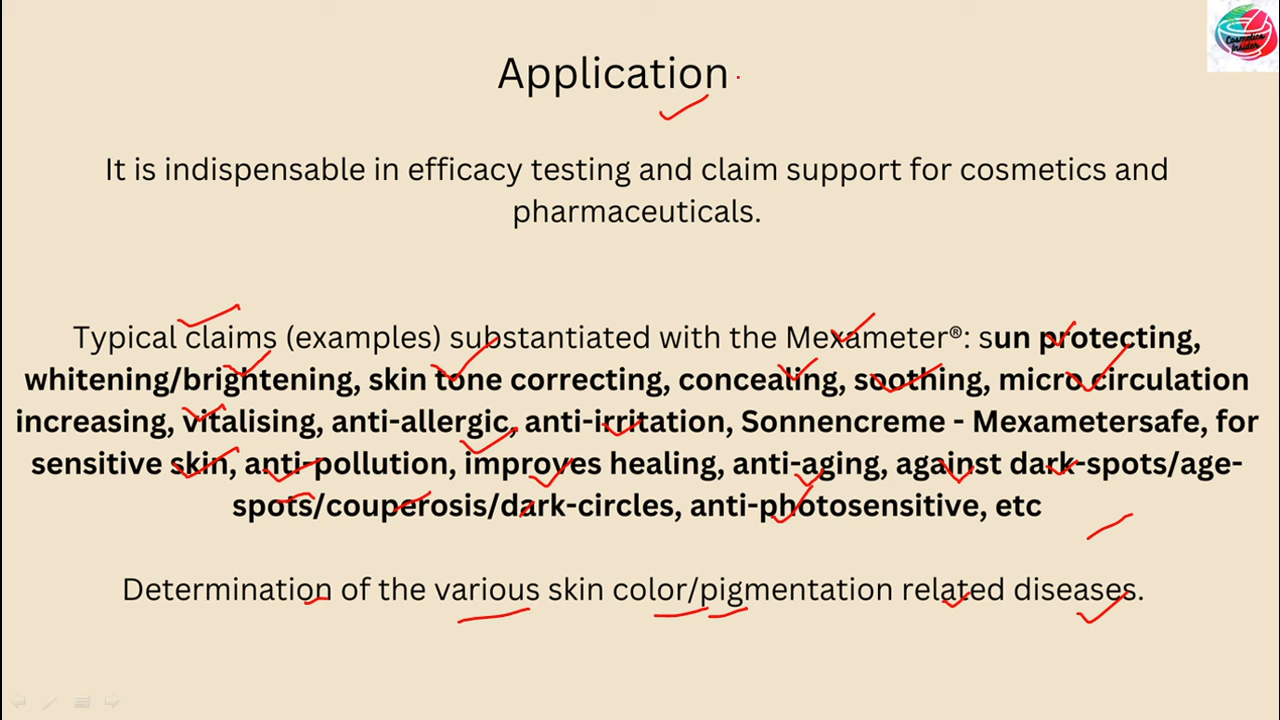 Cosmetics
Insider
Application
It is indispensable in efficacy testing and claim support for cosmetics and
pharmaceuticals.
Typical claims (examples) substantiated with the Mexameter®: sun protecting,
whitening/brightening, skin tone correcting, concealing, soothing, micro circulation
increasing, vitalising, anti-allergic, anti-irritation, Sonnencreme - Mexametersafe, for
sensitive skin, anti-pollution, improves healing, anti-aging, against dark-spots/age-
spots/couperosis/dark-circles, anti-photosensitive, etc
Determination of the various skin color/pigmentation related diseases.